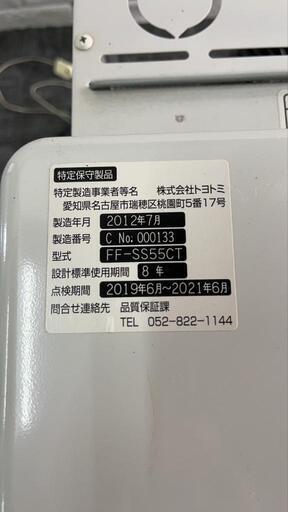 特定保守製品
特定製造事業者等名 株式会社トヨトミ
愛知県名古屋市瑞穂区桃園町5番17号
製造年月 2012年7月
製造番号 C No: 000133
型式 FF-SS55CT
設計標準使用期間 8 年
点検期間 2019年6月〜2021年6月
問合せ連絡先 品質保証課
TEL 052-822-1144